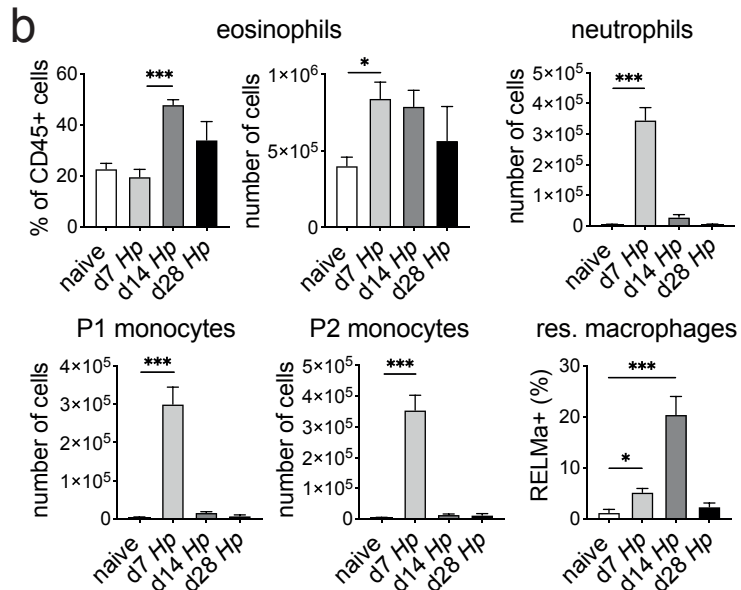 b
eosinophils
neutrophils
% of CD45+ cells
60
40
20
0
***
naive
d7 Hp
d14 Hp
d28 Hp
number of cells
1×10⁶
5×10⁵
0
*
naive
d7 Hp
d14 Hp
d28 Hp
number of cells
5×10⁵
4×10⁵
3×10⁵
2×10⁵
1×10⁵
0
***
naive
d7 Hp
d14 Hp
d28 Hp
P1 monocytes
P2 monocytes
res. macrophages
number of cells
4×10⁵
3×10⁵
2×10⁵
1×10⁵
0
***
naive
d7 Hp
d14 Hp
d28 Hp
number of cells
5×10⁵
4×10⁵
3×10⁵
2×10⁵
1×10⁵
0
***
naive
d7 Hp
d14 Hp
d28 Hp
RELMa+ (%)
30
20
10
0
***
*
naive
d7 Hp
d14 Hp
d28 Hp